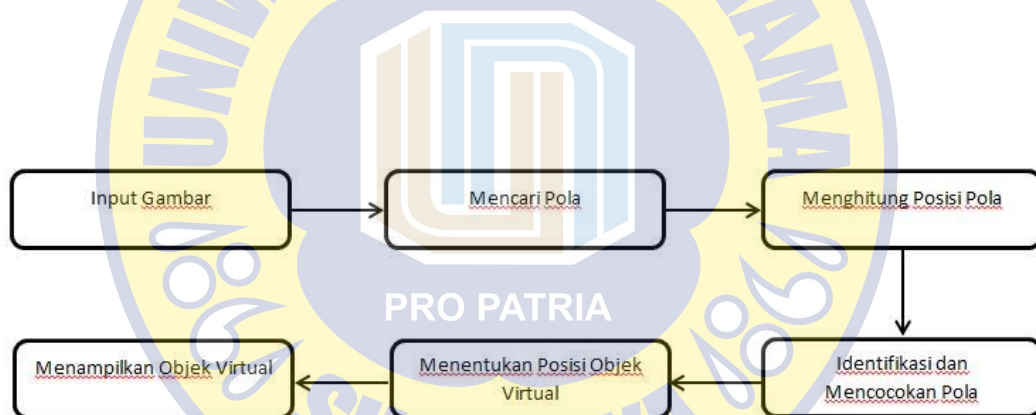 PRO PATRIA
Input Gambar
Mencari Pola
Menghitung Posisi Pola
Identifikasi dan
Mencocokan Pola
Menentukan Posisi Objek
Virtual
Menampilkan Objek Virtual